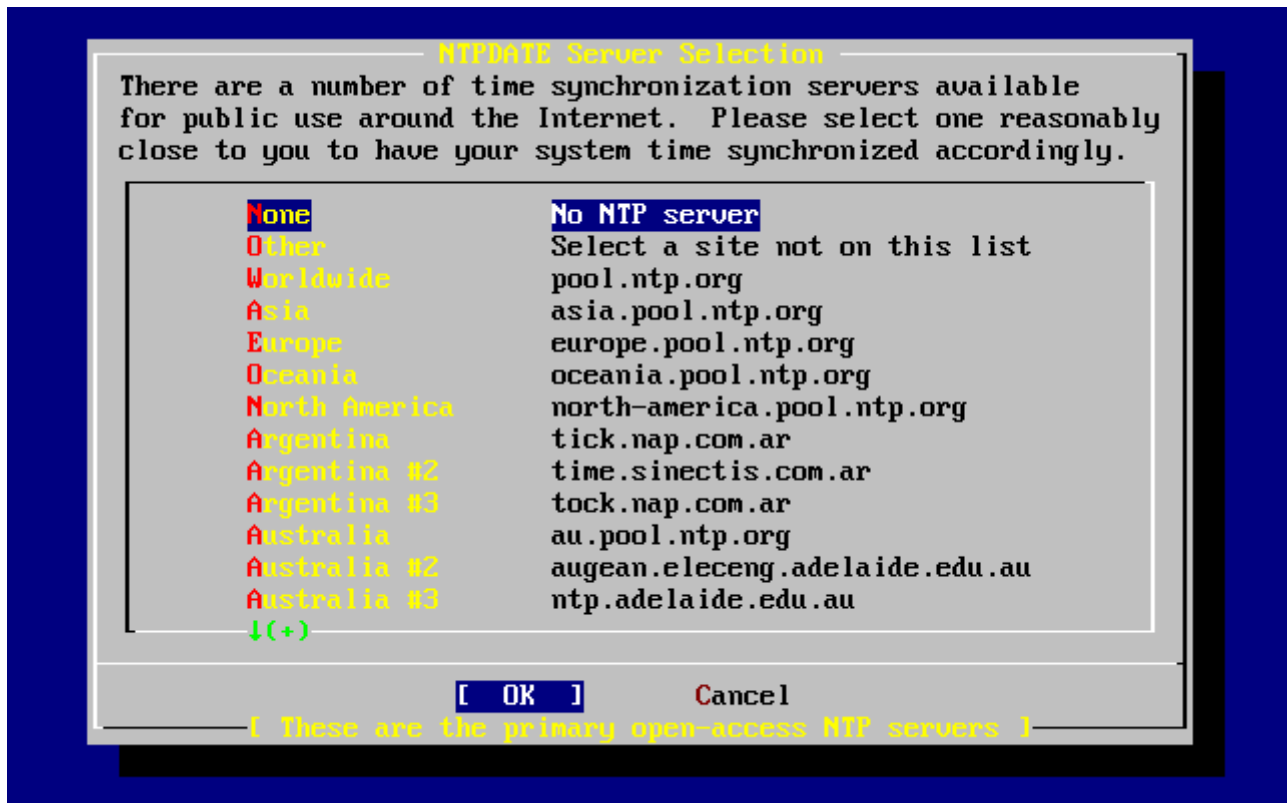 NTPDATE Server Selection
There are a number of time synchronization servers available
for public use around the Internet.  Please select one reasonably
close to you to have your system time synchronized accordingly.
None No NTP server
Other Select a site not on this list
Worldwide pool.ntp.org
Asia asia.pool.ntp.org
Europe europe.pool.ntp.org
Oceania oceania.pool.ntp.org
North America north-america.pool.ntp.org
Argentina tick.nap.com.ar
Argentina #2 time.sinectis.com.ar
Argentina #3 tock.nap.com.ar
Australia au.pool.ntp.org
Australia #2 augean.eleceng.adelaide.edu.au
Australia #3 ntp.adelaide.edu.au
↓(+)
[ OK ] Cancel
[ These are the primary open-access NTP servers ]